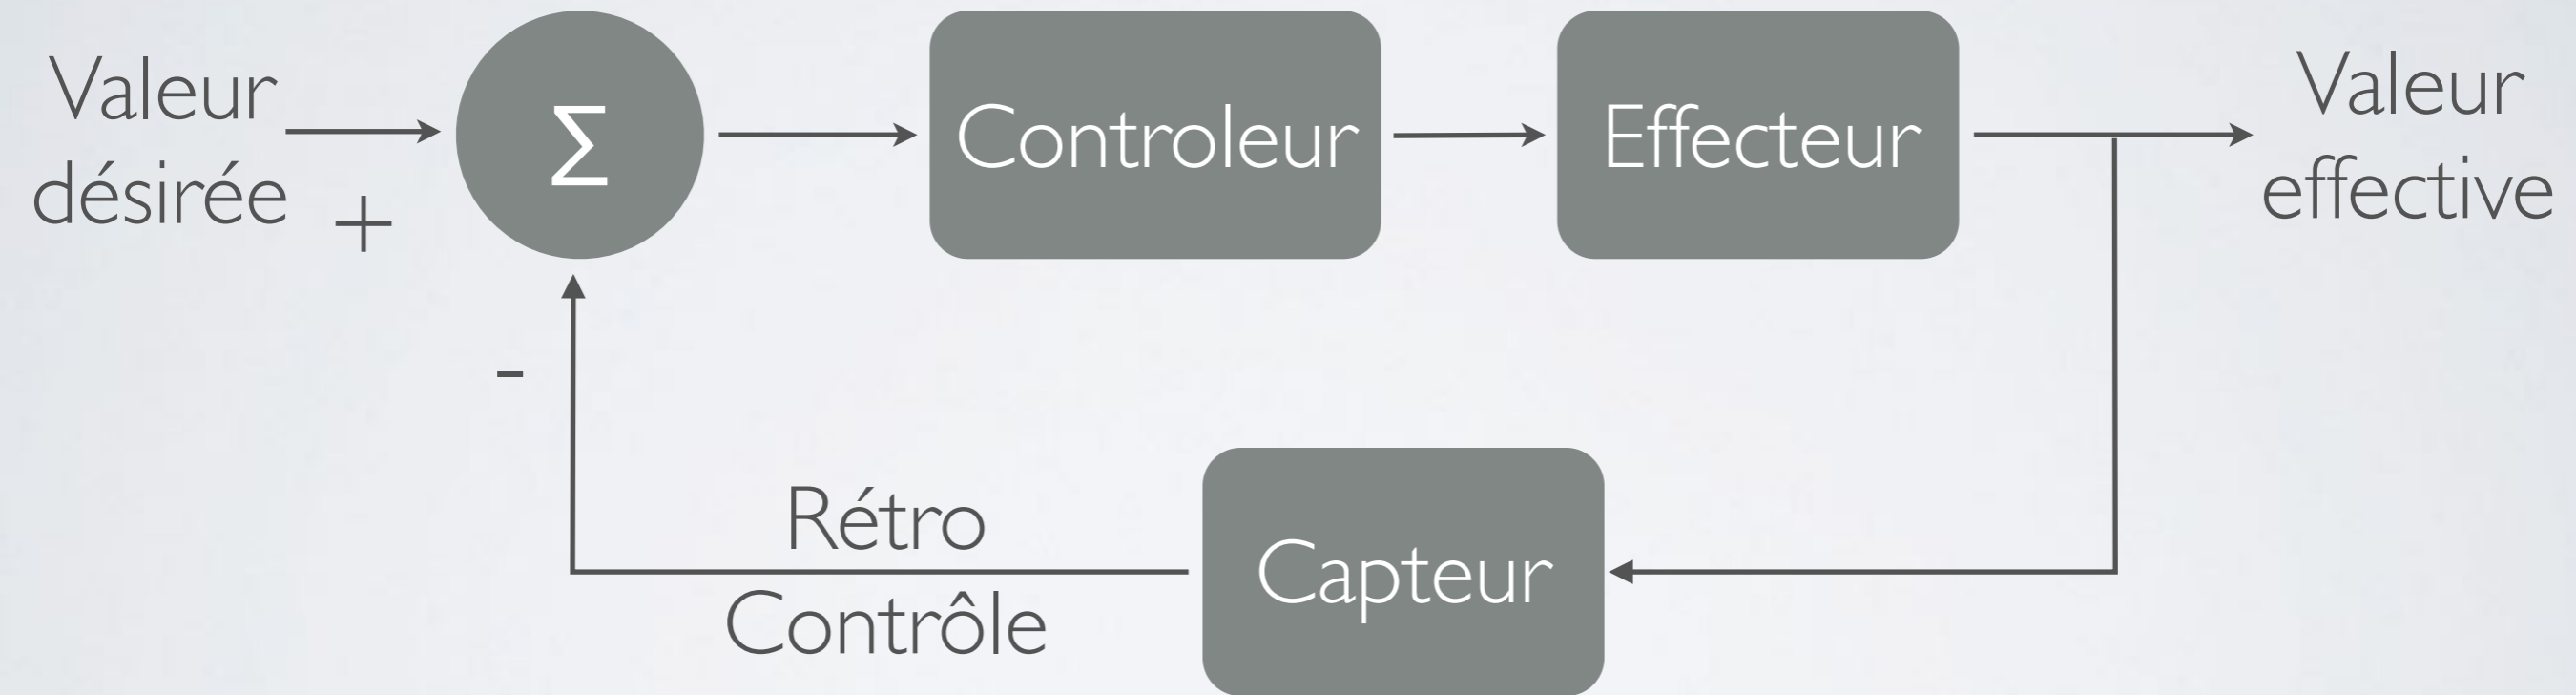 Valeur
désirée
+
Σ
Controleur
Effecteur
Valeur
effective
-
Rétro
Contrôle
Capteur